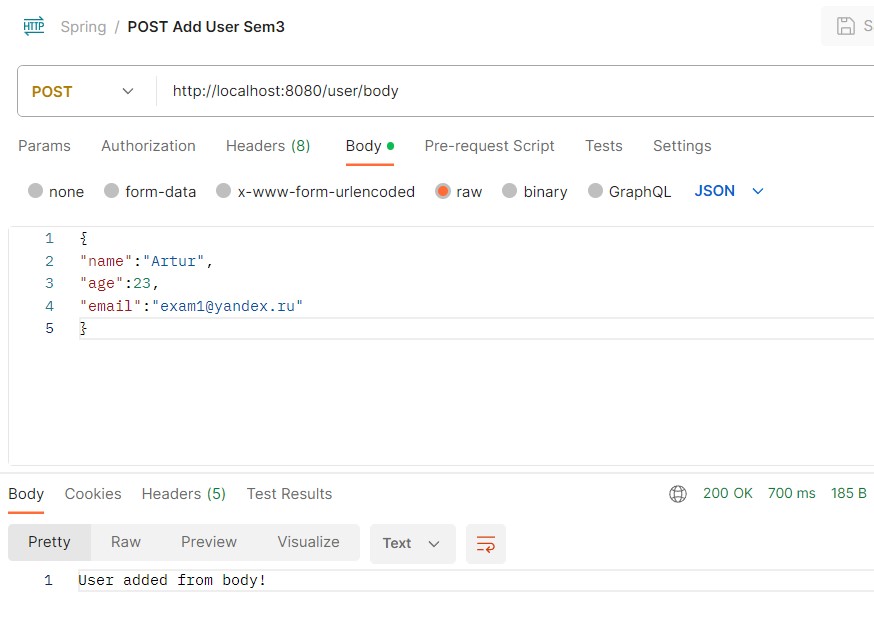 HTTP Spring / POST Add User Sem3
POST http://localhost:8080/user/body
Params Authorization Headers (8) Body Pre-request Script Tests Settings
none form-data x-www-form-urlencoded raw binary GraphQL JSON
1 {
2 "name":"Artur",
3 "age":23,
4 "email":"exam1@yandex.ru"
5 }
Body Cookies Headers (5) Test Results 200 OK 700 ms 185 B
Pretty Raw Preview Visualize Text
1 User added from body!